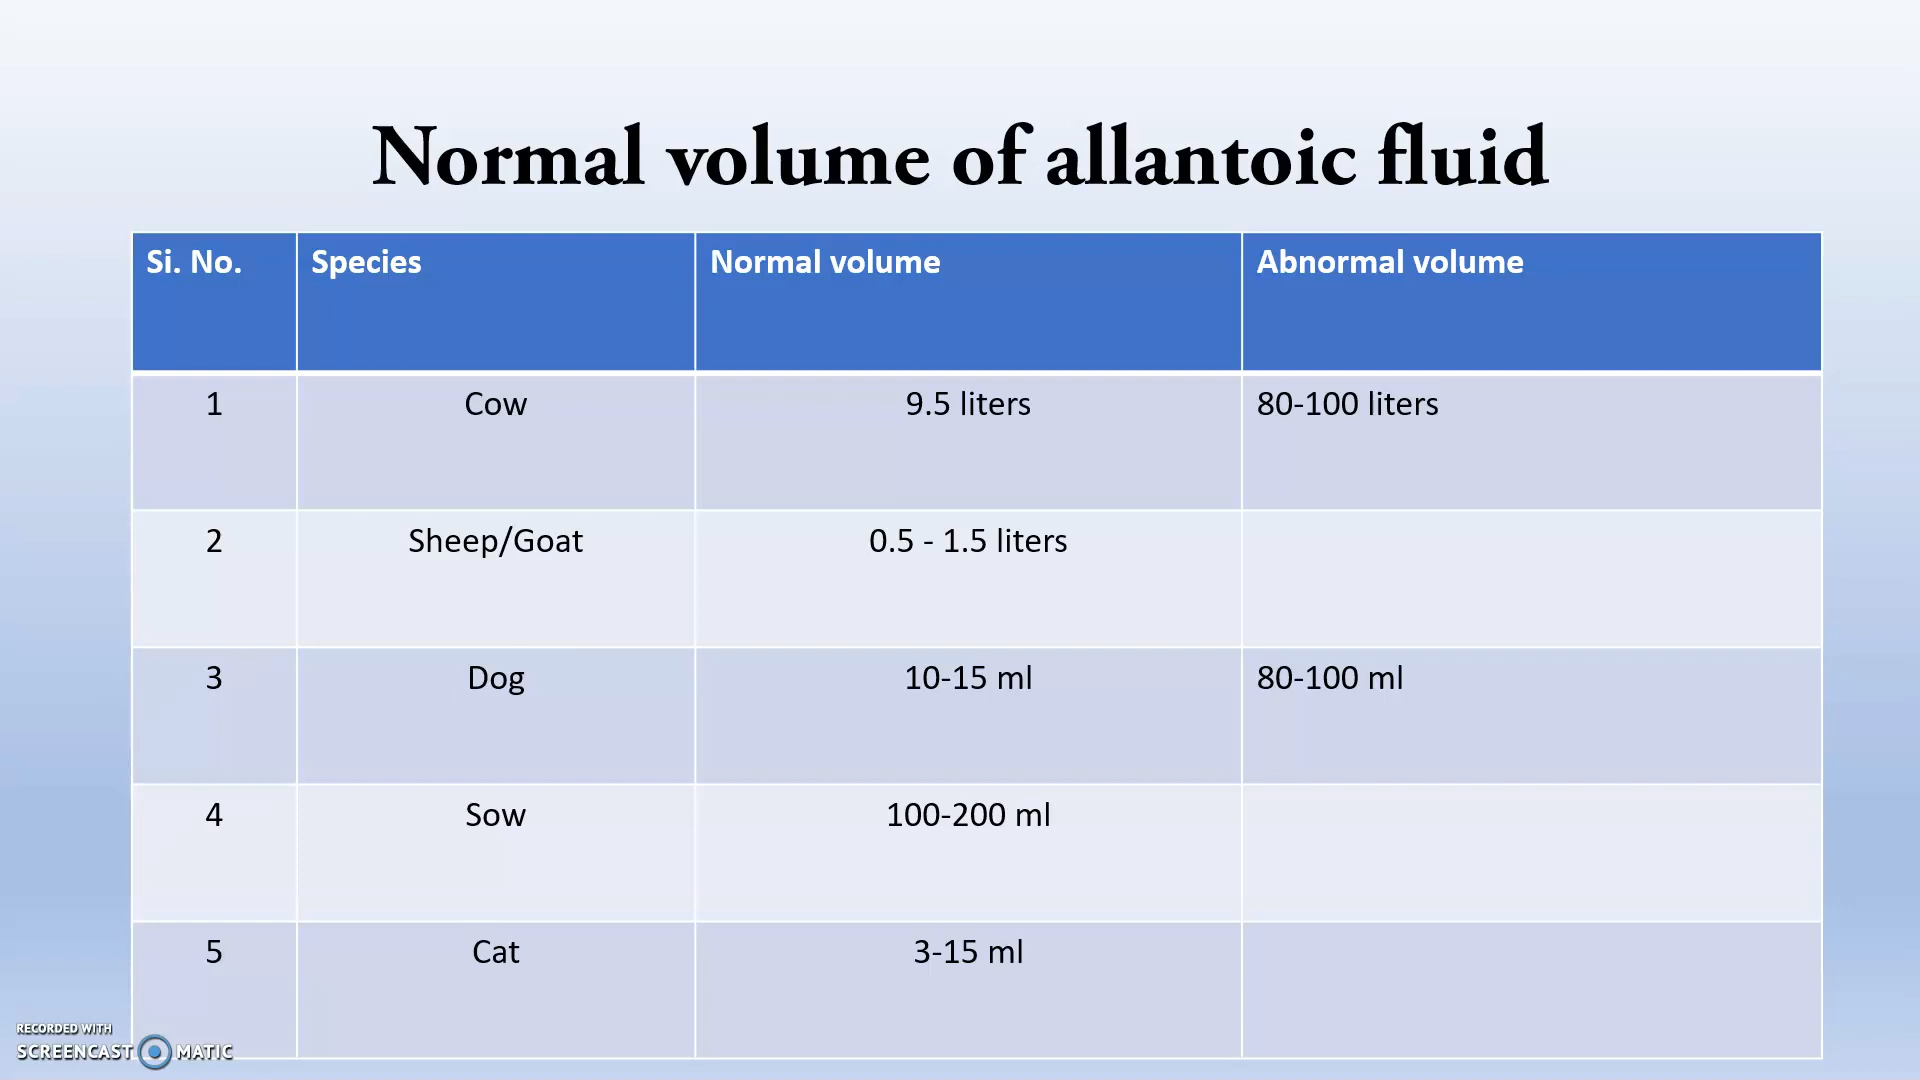 Normal volume of allantoic fluid
Si. No. Species Normal volume Abnormal volume
1 Cow 9.5 liters 80-100 liters
2 Sheep/Goat 0.5 - 1.5 liters
3 Dog 10-15 ml 80-100 ml
4 Sow 100-200 ml
5 Cat 3-15 ml
RECORDED WITH
SCREENCAST MATIC